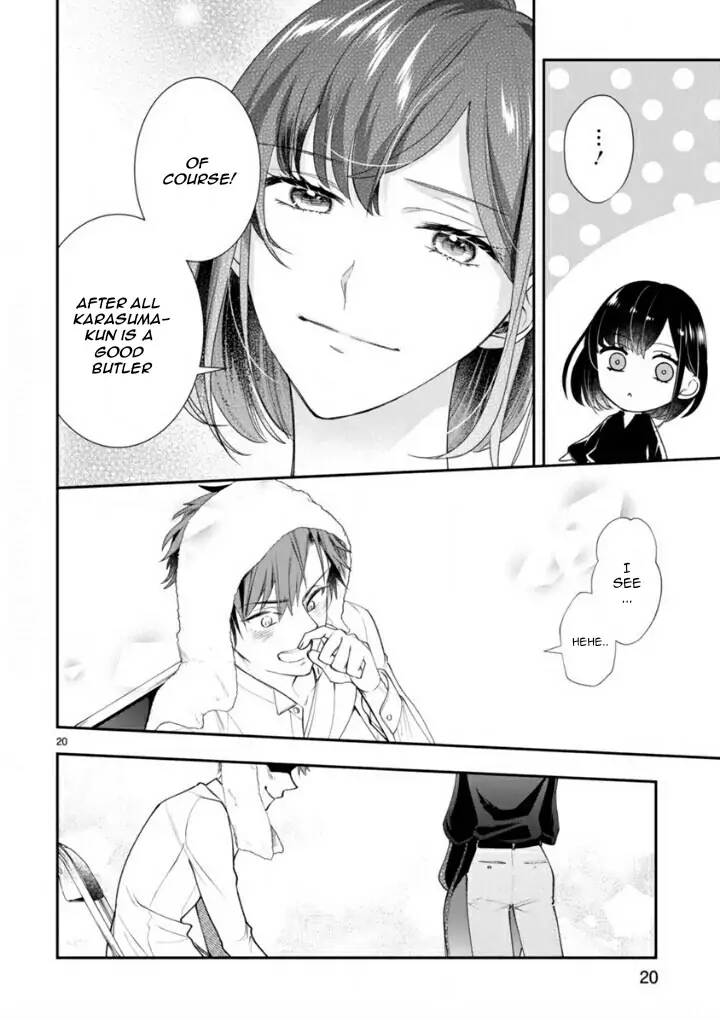 ...!
OF
COURSE!
AFTER ALL
KARASUMA-
KUN IS A
GOOD
BUTLER
I
SEE
...
HEHE..
20
20